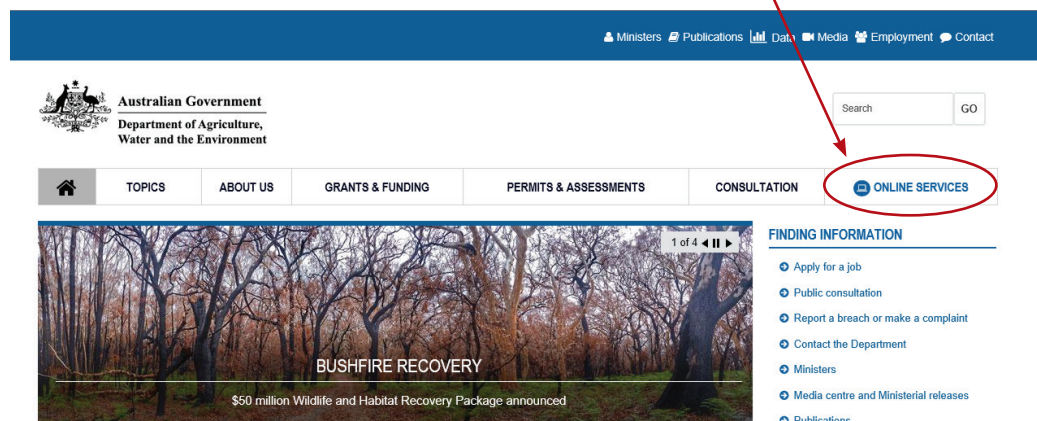 Ministers Publications Data Media Employment Contact
Australian Government
Department of Agriculture,
Water and the Environment
Search GO
TOPICS ABOUT US GRANTS & FUNDING PERMITS & ASSESSMENTS CONSULTATION ONLINE SERVICES
1 of 4
BUSHFIRE RECOVERY
$50 million Wildlife and Habitat Recovery Package announced
FINDING INFORMATION
Apply for a job
Public consultation
Report a breach or make a complaint
Contact the Department
Ministers
Media centre and Ministerial releases
Publications